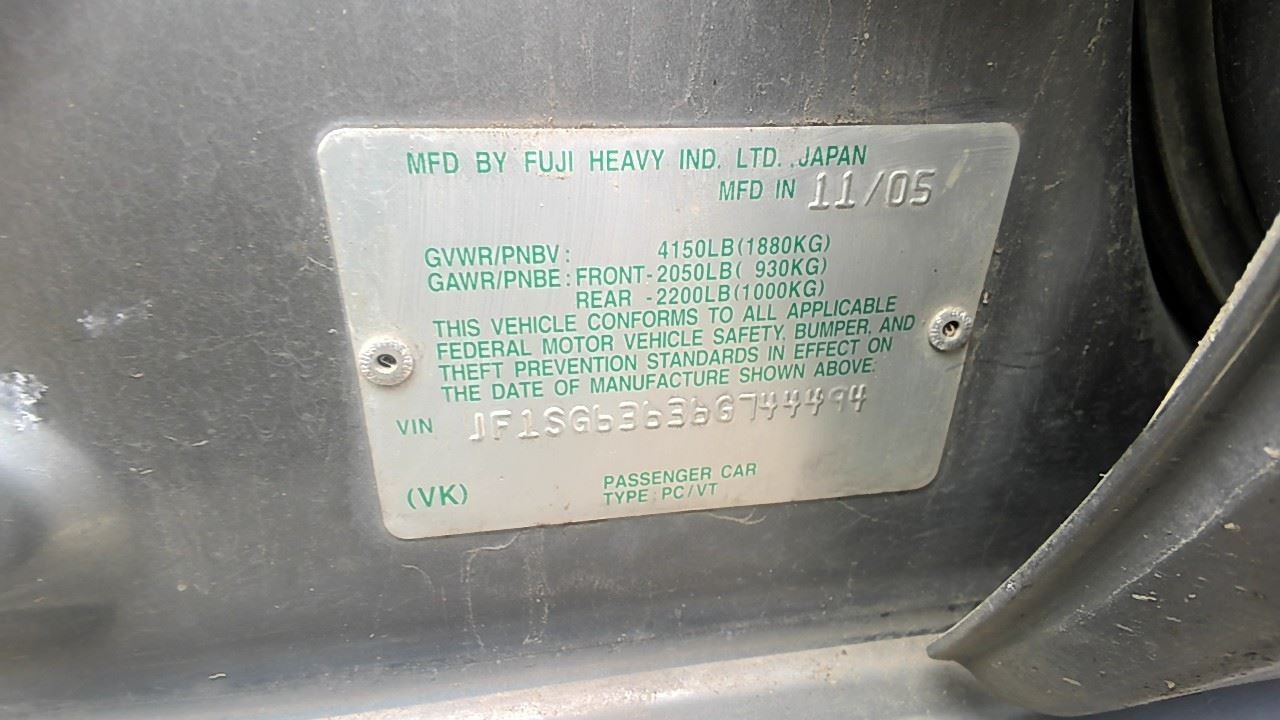 MFD BY FUJI HEAVY IND. LTD. JAPAN
MFD IN 11/05
GVWR/PNBV: 4150LB(1880KG)
GAWR/PNBE: FRONT-2050LB( 930KG)
REAR -2200LB(1000KG)
THIS VEHICLE CONFORMS TO ALL APPLICABLE
FEDERAL MOTOR VEHICLE SAFETY, BUMPER, AND
THEFT PREVENTION STANDARDS IN EFFECT ON
THE DATE OF MANUFACTURE SHOWN ABOVE:
VIN JF1SG63636G744494
PASSENGER CAR
(VK) TYPE: PC/VT